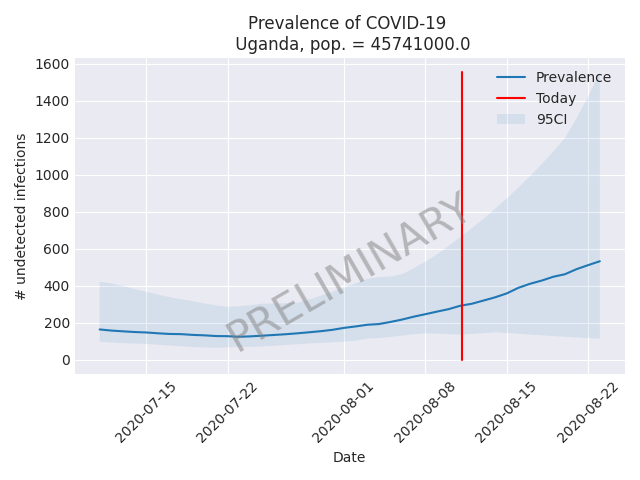 Prevalence of COVID-19
Uganda, pop. = 45741000.0
1600
1400
1200
1000
800
600
400
200
0
# undetected infections
Prevalence
Today
95CI
PRELIMINARY
2020-07-15
2020-07-22
2020-08-01
2020-08-08
2020-08-15
2020-08-22
Date